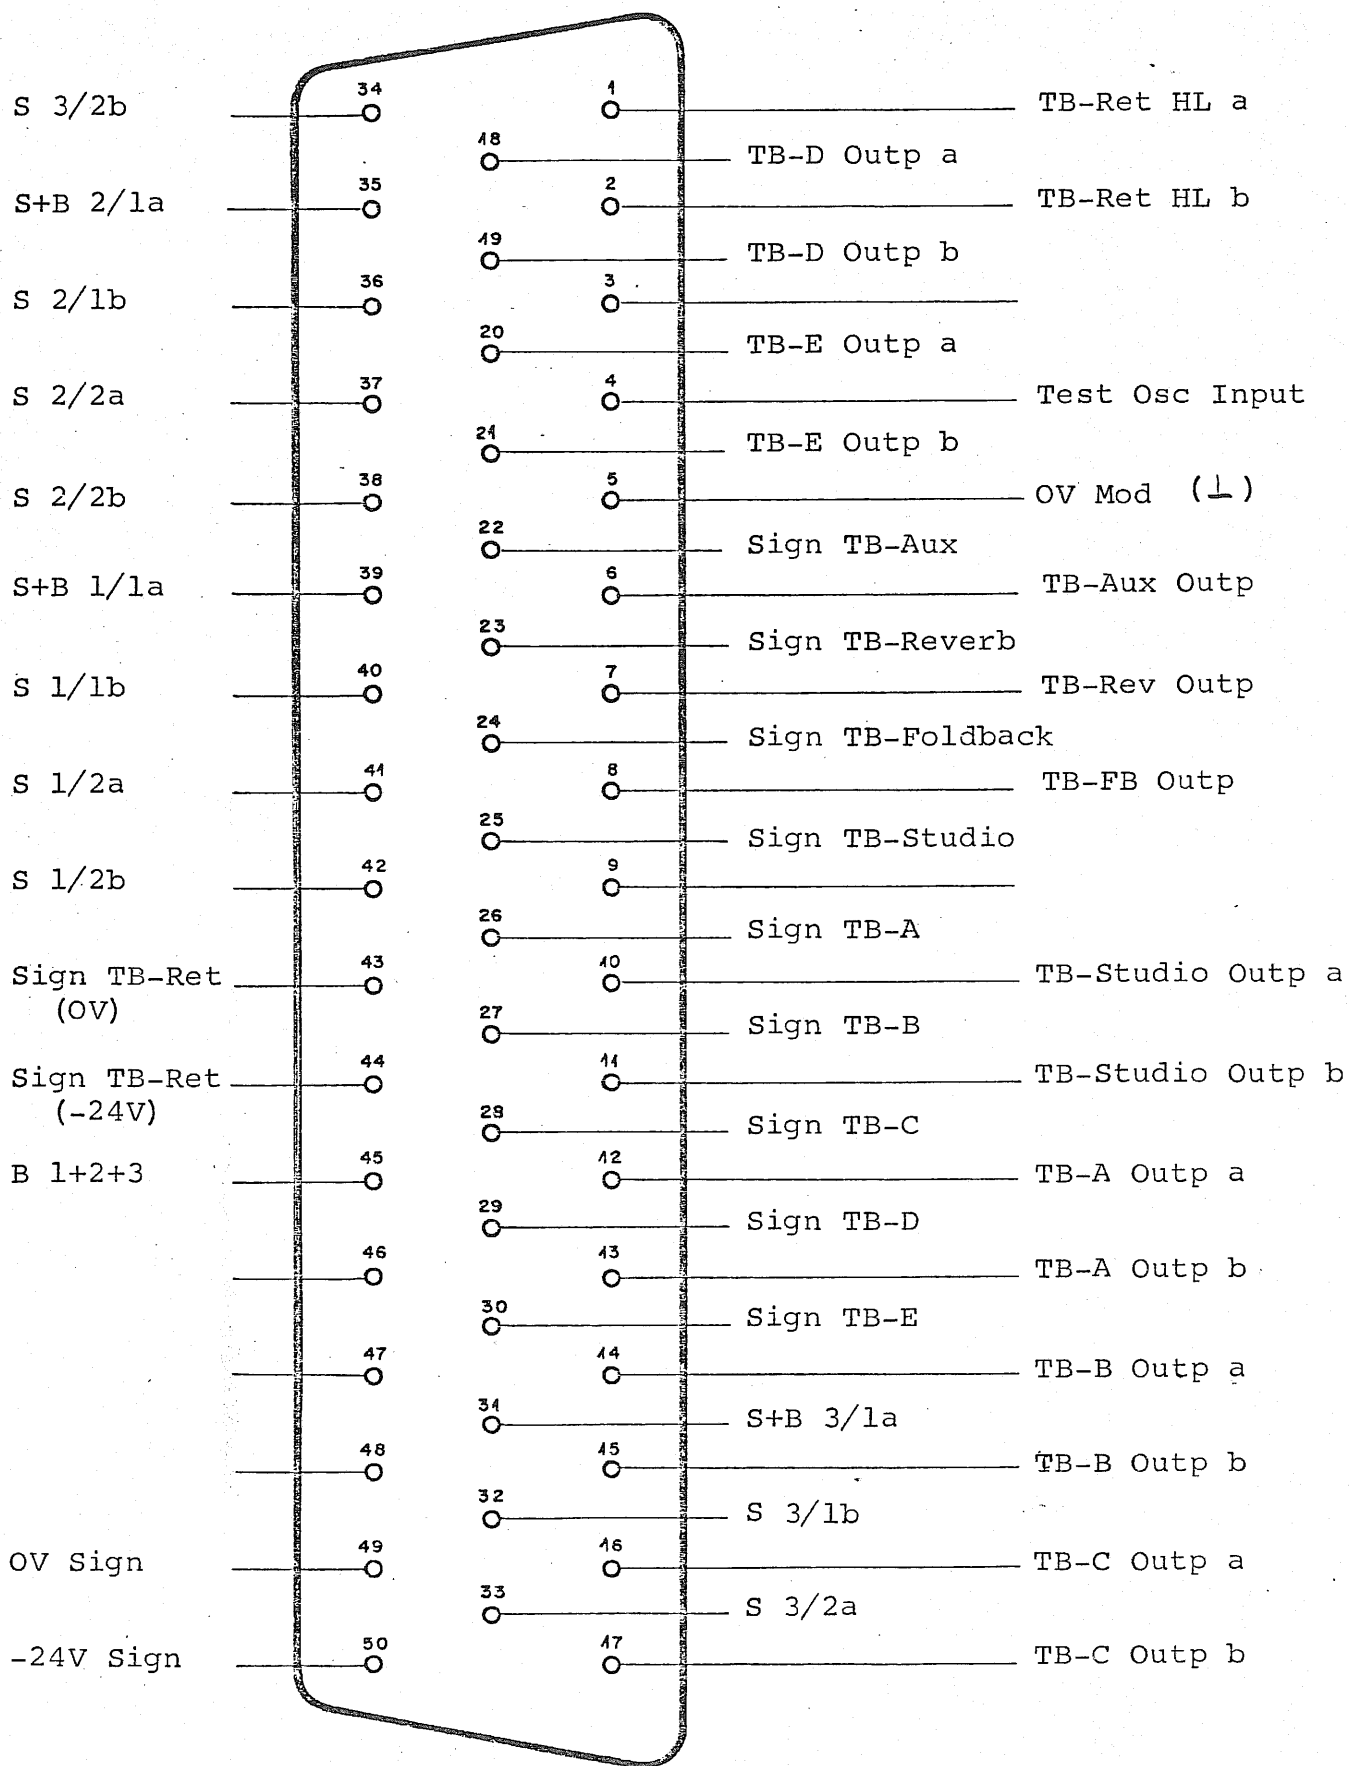 34
1
S 3/2b
TB-Ret HL a
18
TB-D Outp a
35
2
S+B 2/1a
TB-Ret HL b
19
TB-D Outp b
36
3
S 2/1b
20
TB-E Outp a
37
4
S 2/2a
Test Osc Input
21
TB-E Outp b
38
5
S 2/2b
OV Mod (⊥)
22
Sign TB-Aux
39
6
S+B 1/1a
TB-Aux Outp
23
Sign TB-Reverb
40
7
S 1/1b
TB-Rev Outp
24
Sign TB-Foldback
41
8
S 1/2a
TB-FB Outp
25
Sign TB-Studio
42
9
S 1/2b
26
Sign TB-A
43
10
Sign TB-Ret
(OV)
TB-Studio Outp a
27
Sign TB-B
44
11
Sign TB-Ret
(-24V)
TB-Studio Outp b
28
Sign TB-C
45
12
B 1+2+3
TB-A Outp a
29
Sign TB-D
46
13
TB-A Outp b
30
Sign TB-E
47
14
TB-B Outp a
31
S+B 3/1a
48
15
TB-B Outp b
32
S 3/1b
49
16
OV Sign
TB-C Outp a
33
S 3/2a
50
17
-24V Sign
TB-C Outp b